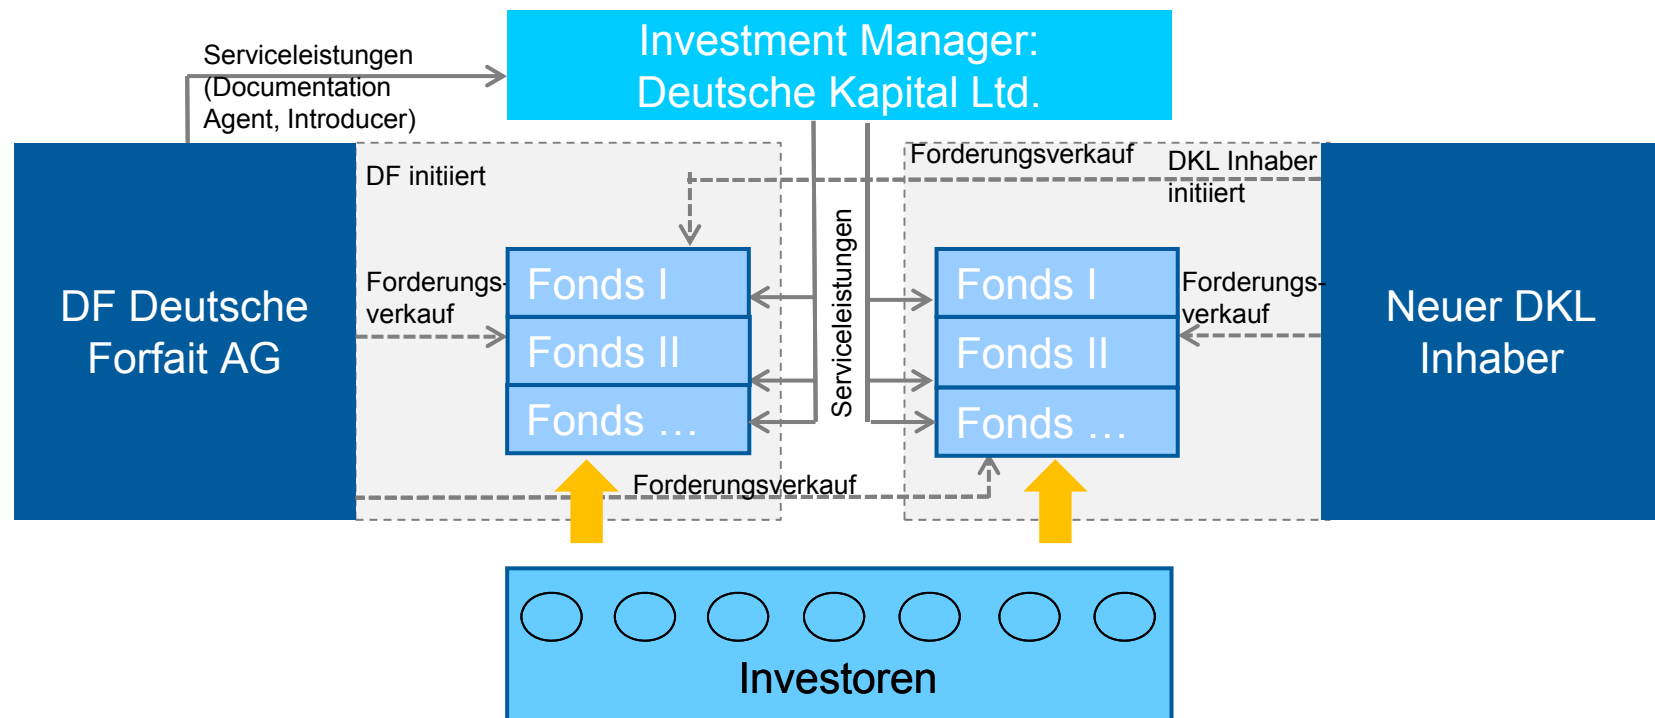 Investment Manager:
Deutsche Kapital Ltd.
Serviceleistungen
(Documentation
Agent, Introducer)
DF initiiert
Forderungsverkauf
DKL Inhaber
initiiert
DF Deutsche
Forfait AG
Forderungs-
verkauf
Fonds I
Fonds II
Fonds …
Serviceleistungen
Fonds I
Fonds II
Fonds …
Forderungs-
verkauf
Neuer DKL
Inhaber
Forderungsverkauf
Investoren